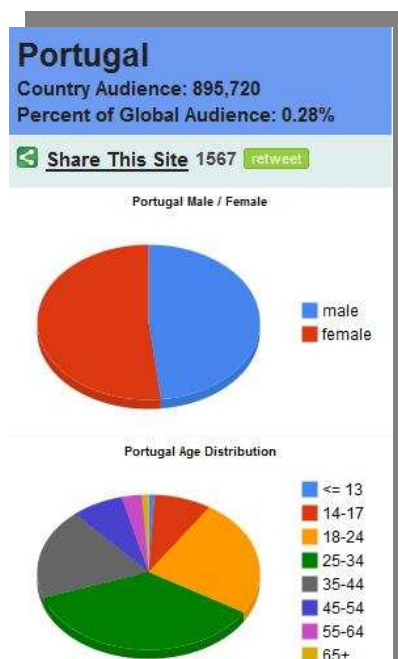 Portugal
Country Audience: 895,720
Percent of Global Audience: 0.28%
Share This Site 1567 retweet
Portugal Male / Female
male
female
Portugal Age Distribution
<= 13
14-17
18-24
25-34
35-44
45-54
55-64
65+